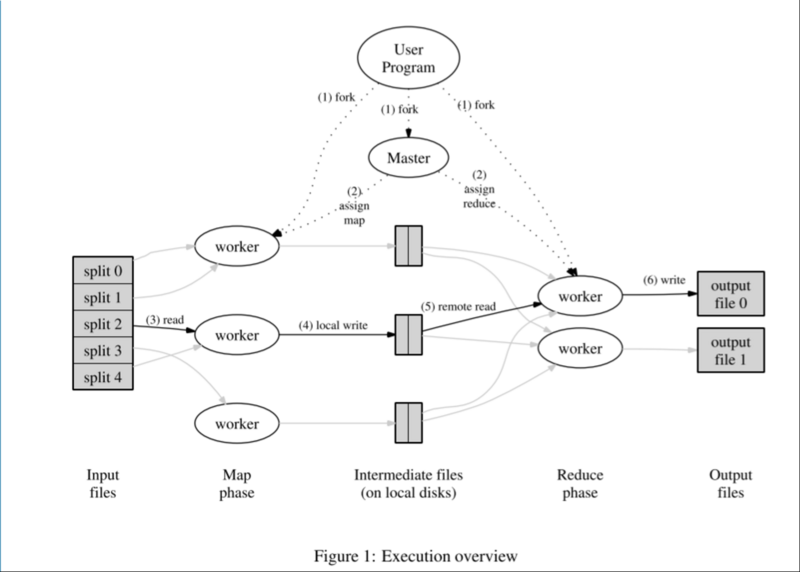 User
Program
(1) fork
(1) fork
(1) fork
Master
(2)
assign
map
(2)
assign
reduce
worker
split 0
split 1
split 2
split 3
split 4
(3) read
worker
(4) local write
(5) remote read
worker
(6) write
output
file 0
worker
output
file 1
worker
Input
files
Map
phase
Intermediate files
(on local disks)
Reduce
phase
Output
files
Figure 1: Execution overview